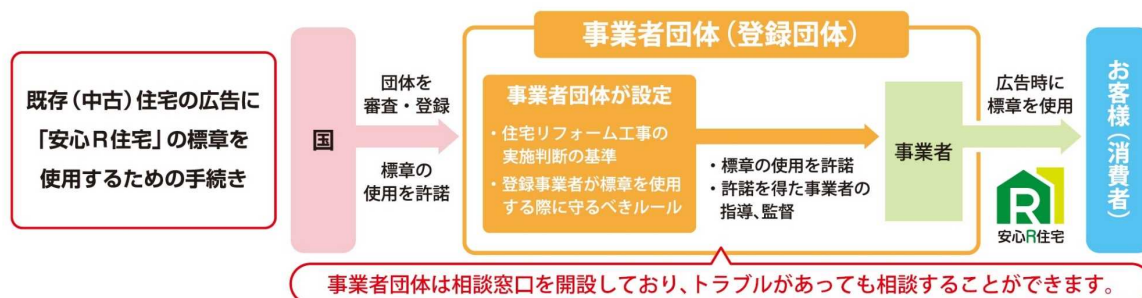 既存（中古）住宅の広告に
「安心R住宅」の標章を
使用するための手続き
国
団体を
審査・登録
標章の
使用を許諾
事業者団体（登録団体）
事業者団体が設定
・住宅リフォーム工事の
実施判断の基準
・登録事業者が標章を使用
する際に守るべきルール
・標章の使用を許諾
・許諾を得た事業者の
指導、監督
事業者
広告時に
標章を使用
R
安心R住宅
お客様（消費者）
事業者団体は相談窓口を開設しており、トラブルがあっても相談することができます。